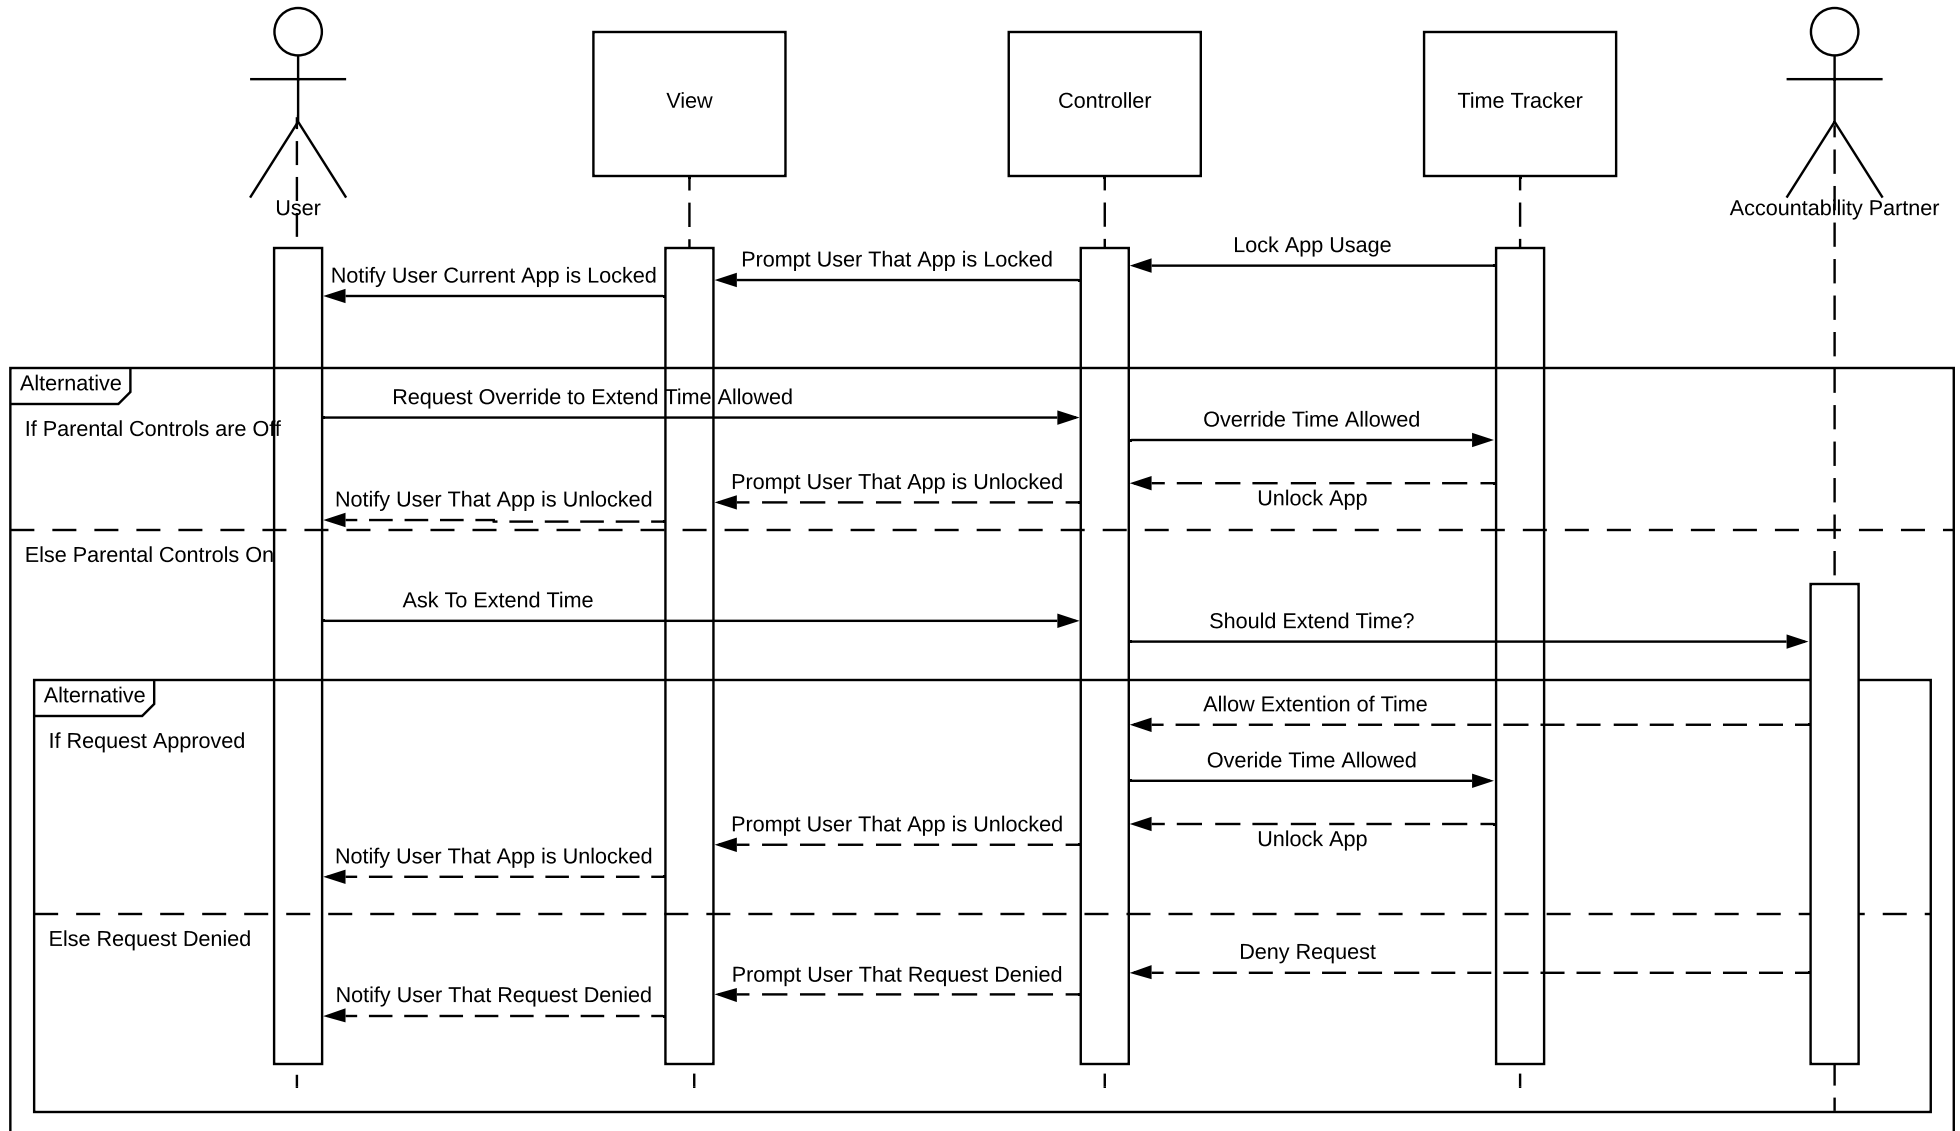 View
Controller
Time Tracker
User
Accountability Partner
Lock App Usage
Prompt User That App is Locked
Notify User Current App is Locked
Alternative
Request Override to Extend Time Allowed
If Parental Controls are Off
Override Time Allowed
Prompt User That App is Unlocked
Unlock App
Notify User That App is Unlocked
Else Parental Controls On
Ask To Extend Time
Should Extend Time?
Alternative
Allow Extention of Time
If Request Approved
Overide Time Allowed
Prompt User That App is Unlocked
Unlock App
Notify User That App is Unlocked
Else Request Denied
Deny Request
Prompt User That Request Denied
Notify User That Request Denied